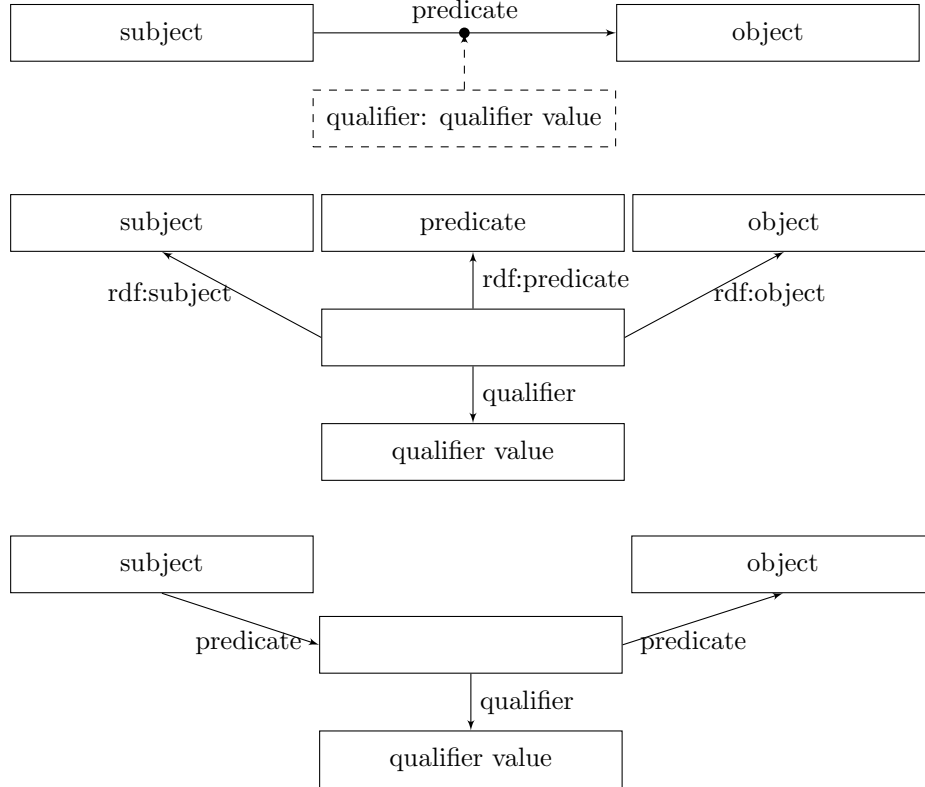 predicate
subject
object
qualifier: qualifier value
subject
predicate
object
rdf:subject
rdf:predicate
rdf:object
qualifier
qualifier value
subject
object
predicate
predicate
qualifier
qualifier value